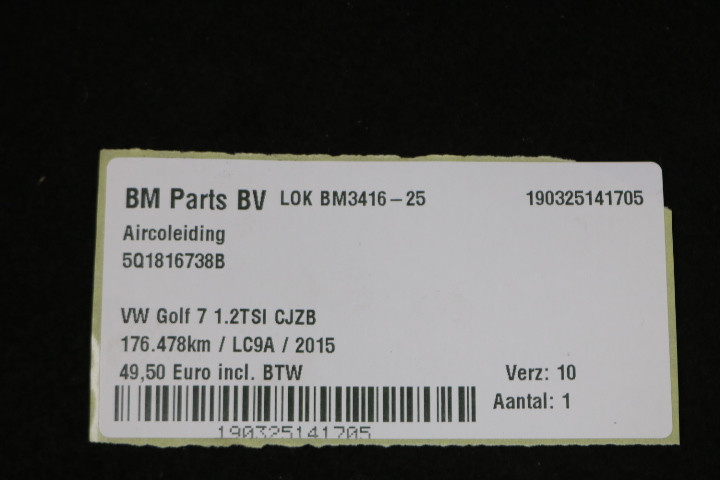 BM Parts BV LOK BM3416-25 190325141705
Aircoleiding
5Q1816738B
VW Golf 7 1.2TSI CJZB
176.478km / LC9A / 2015
49,50 Euro incl. BTW Verz: 10
Aantal: 1
190325141705